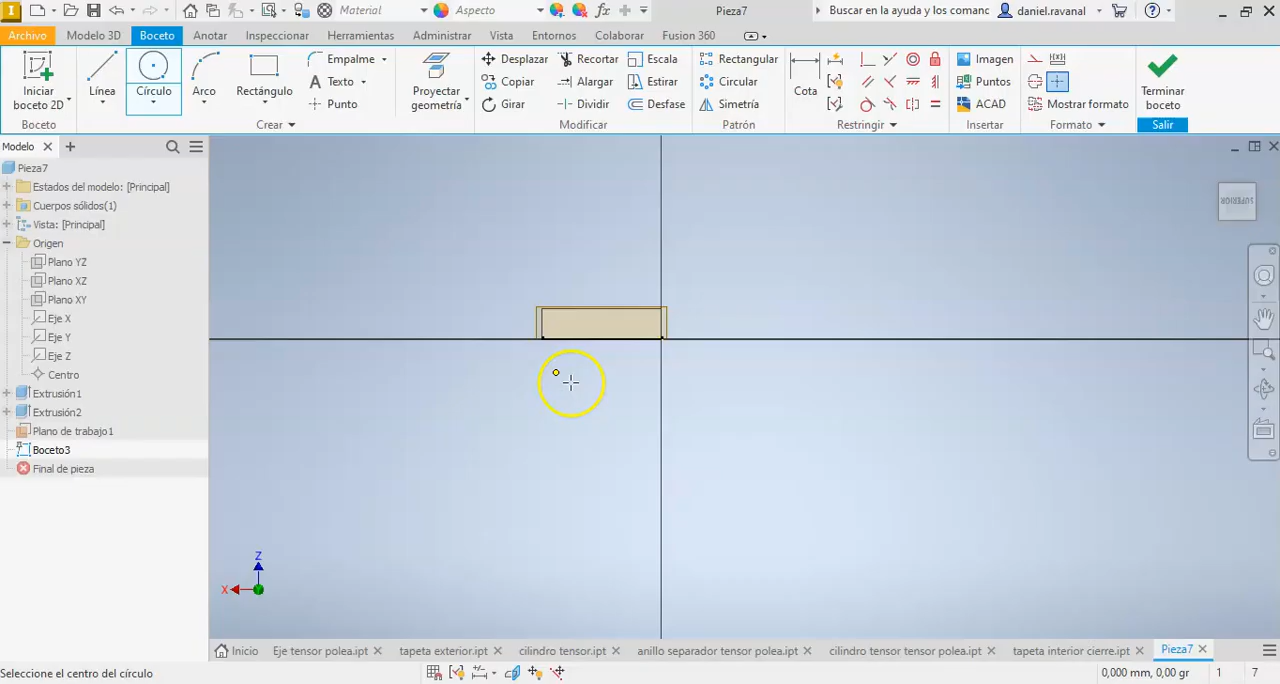 Material Aspecto fx Pieza7 Buscar en la ayuda y los comanc daniel.ravanal
Archivo Modelo 3D Boceto Anotar Inspeccionar Herramientas Administrar Vista Entornos Colaborar Fusion 360
Iniciar boceto 2D Línea Círculo Arco Rectángulo Empalme Texto Punto Proyectar geometría
Desplazar Recortar Escala
Copiar Alargar Estirar
Girar Dividir Desfase
Rectangular
Circular
Simetría
Cota
Imagen
Puntos
ACAD
Mostrar formato
Terminar boceto
Boceto Crear Modificar Patrón Restringir Insertar Formato Salir
Modelo
Pieza7
Estados del modelo: [Principal]
Cuerpos sólidos(1)
Vista: [Principal]
Origen
Plano YZ
Plano XZ
Plano XY
Eje X
Eje Y
Eje Z
Centro
Extrusión1
Extrusión2
Plano de trabajo1
Boceto3
Final de pieza
SUPERIOR
Z
X
Inicio Eje tensor polea.ipt tapeta exterior.ipt cilindro tensor.ipt anillo separador tensor polea.ipt cilindro tensor tensor polea.ipt tapeta interior cierre.ipt Pieza7
Seleccione el centro del círculo 0,000 mm, 0,00 gr 1 7